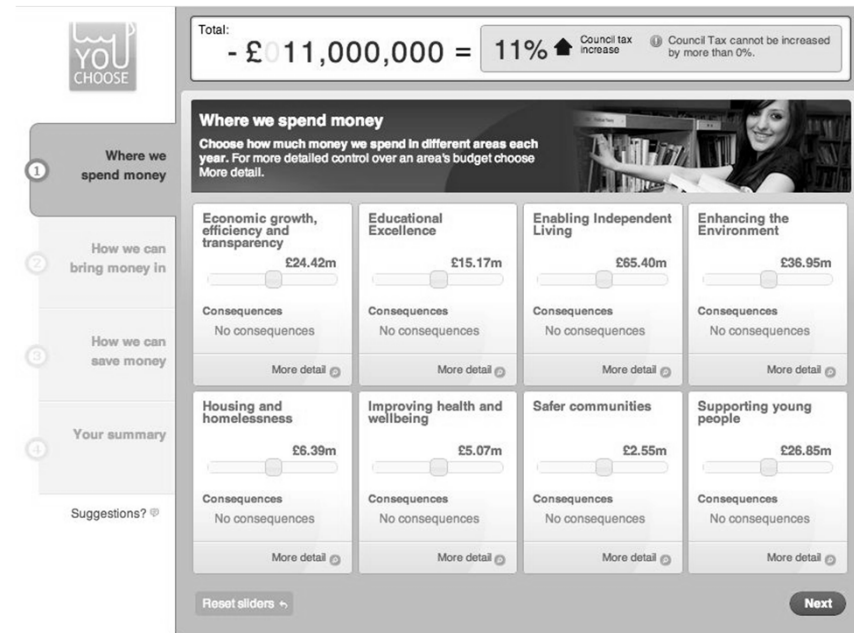 YOU
CHOOSE
Total:
- £011,000,000 = 11% Council tax increase
Council Tax cannot be increased
by more than 0%.
1
Where we
spend money
2
How we can
bring money in
3
How we can
save money
4
Your summary
Suggestions?
Where we spend money
Choose how much money we spend in different areas each
year. For more detailed control over an area's budget choose
More detail.
Economic growth,
efficiency and
transparency
£24.42m
Consequences
No consequences
More detail
Educational
Excellence
£15.17m
Consequences
No consequences
More detail
Enabling Independent
Living
£65.40m
Consequences
No consequences
More detail
Enhancing the
Environment
£36.95m
Consequences
No consequences
More detail
Housing and
homelessness
£6.39m
Consequences
No consequences
More detail
Improving health and
wellbeing
£5.07m
Consequences
No consequences
More detail
Safer communities
£2.55m
Consequences
No consequences
More detail
Supporting young
people
£26.85m
Consequences
No consequences
More detail
Reset sliders
Next